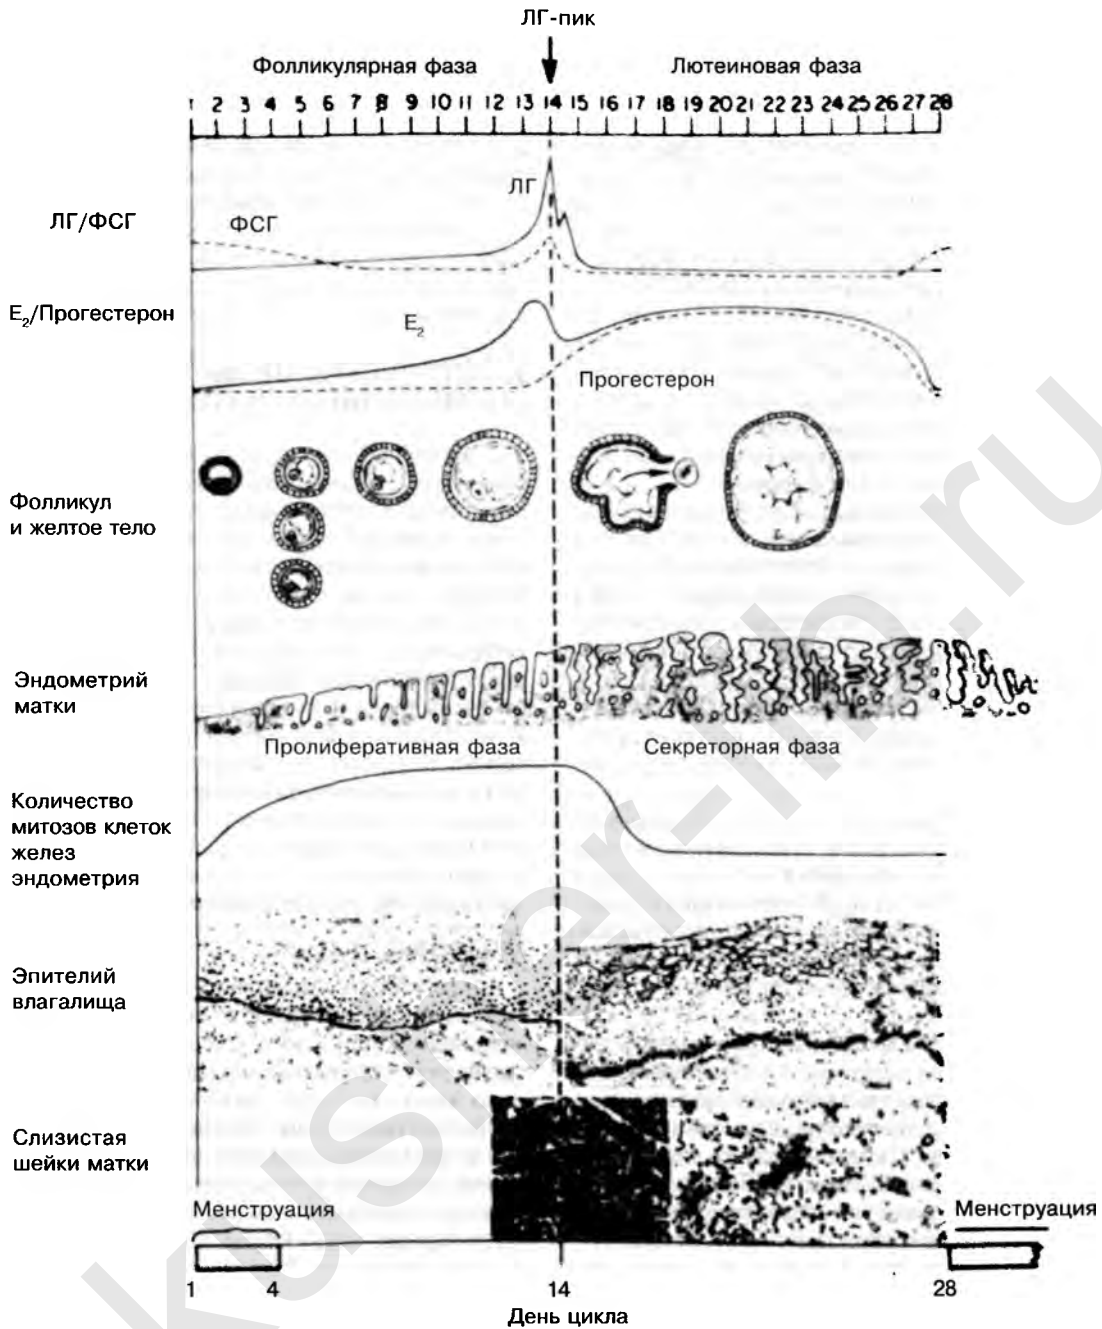 ЛГ-пик
Фолликулярная фаза Лютеиновая фаза
1 2 3 4 5 6 7 8 9 10 11 12 13 14 15 16 17 18 19 20 21 22 23 24 25 26 27 28
ЛГ
ЛГ/ФСГ ФСГ
E₂/Прогестерон E₂
Прогестерон
Фолликул
и желтое тело
Эндометрий
матки
Пролиферативная фаза Секреторная фаза
Количество
митозов клеток
желез
эндометрия
Эпителий
влагалища
Слизистая
шейки матки
Менструация Менструация
1 4 14 28
День цикла
kusher-lh.ru